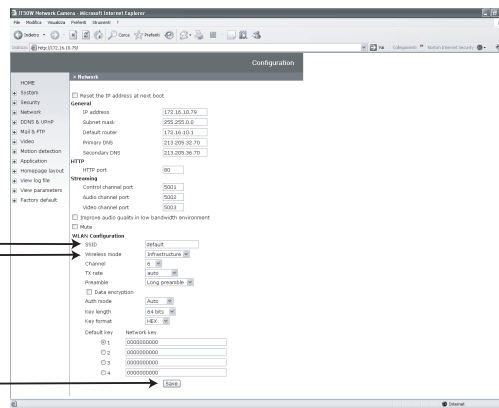 IT50W Network Camera - Microsoft Internet Explorer
File Modifica Visualizza Preferiti Strumenti ?
Indietro Cerca Preferiti
Indirizzo http://172.16.10.79/ Vai Collegamenti Norton Internet Security
Configuration
HOME
System
Security
Network
DDNS & UPnP
Mail & FTP
Video
Motion detection
Application
Homepage layout
View log file
View parameters
Factory default
> Network
Reset the IP address at next boot
General
IP address 172.16.10.79
Subnet mask 255.255.0.0
Default router 172.16.10.1
Primary DNS 213.205.32.70
Secondary DNS 213.205.36.70
HTTP
HTTP port 80
Streaming
Control channel port 5001
Audio channel port 5002
Video channel port 5003
Improve audio quality in low bandwidth environment
Mute
WLAN Configuration
SSID default
Wireless mode Infrastructure
Channel 6
TX rate auto
Preamble Long preamble
Data encryption
Auth mode Auto
Key length 64 bits
Key format HEX
Default key Network key
1 0000000000
2 0000000000
3 0000000000
4 0000000000
Save
Internet